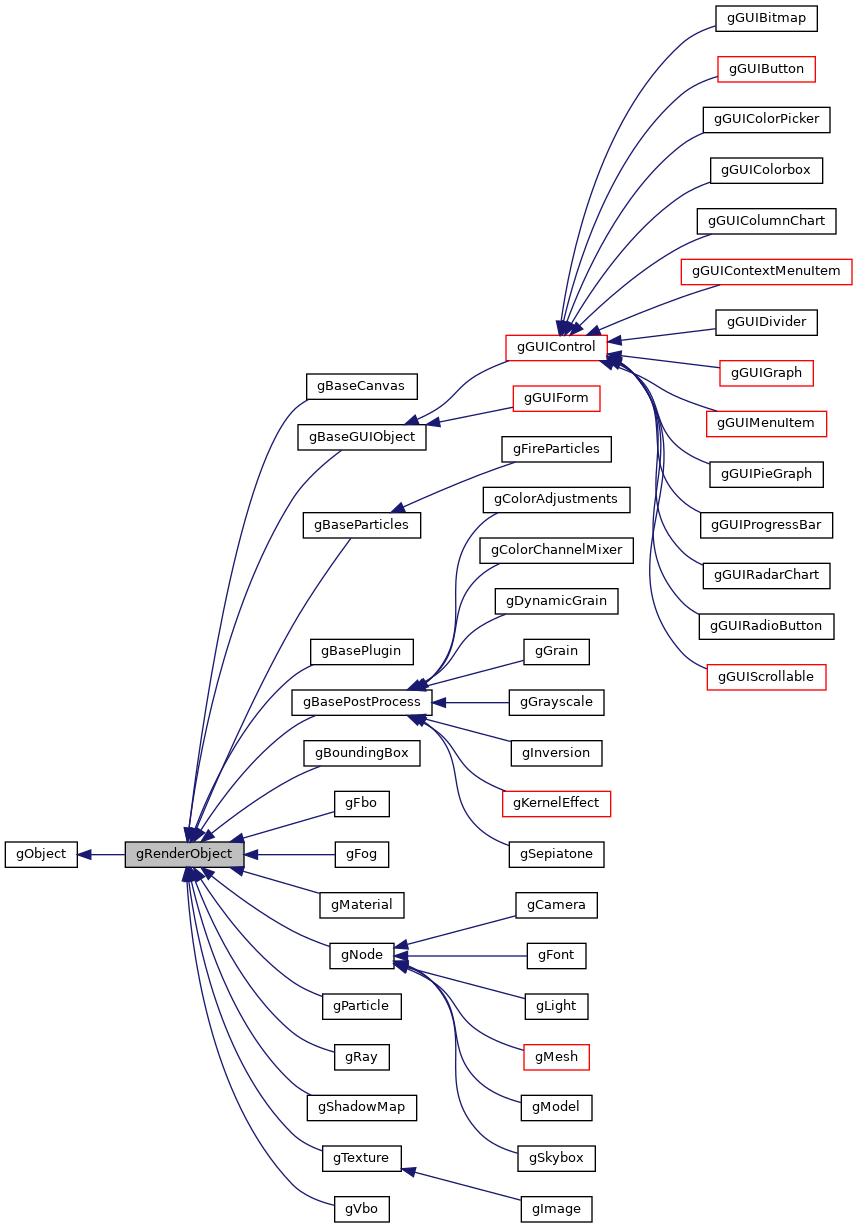 gGUIBitmap
gGUIButton
gGUIColorPicker
gGUIColorbox
gGUIColumnChart
gGUIContextMenuItem
gGUIDivider
gGUIControl
gGUIGraph
gBaseCanvas
gGUIForm
gGUIMenuItem
gBaseGUIObject
gFireParticles
gGUIPieGraph
gColorAdjustments
gBaseParticles
gGUIProgressBar
gColorChannelMixer
gGUIRadarChart
gDynamicGrain
gGUIRadioButton
gBasePlugin
gGrain
gGUIScrollable
gBasePostProcess
gGrayscale
gBoundingBox
gInversion
gFbo
gKernelEffect
gObject
gRenderObject
gFog
gSepiatone
gMaterial
gCamera
gNode
gFont
gParticle
gLight
gRay
gMesh
gShadowMap
gModel
gTexture
gSkybox
gVbo
gImage